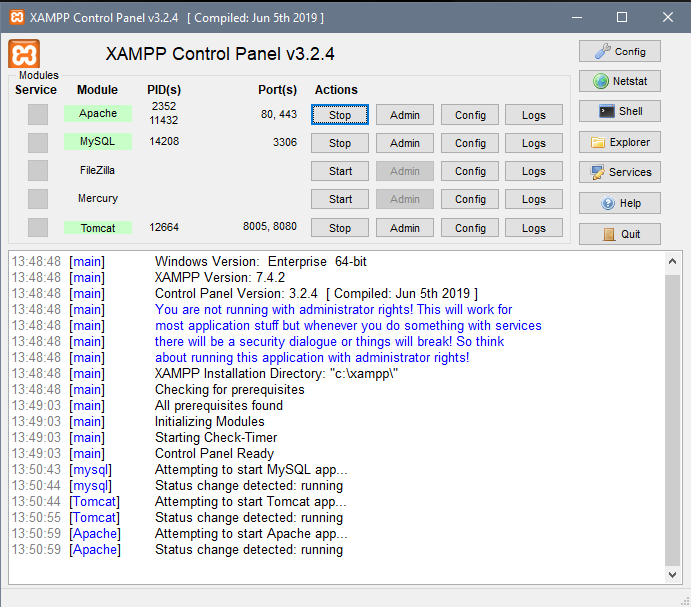 XAMPP Control Panel v3.2.4 [ Compiled: Jun 5th 2019 ]
XAMPP Control Panel v3.2.4
Config
Modules
Service Module PID(s) Port(s) Actions
Netstat
Apache 2352 11432 80, 443 Stop Admin Config Logs
Shell
MySQL 14208 3306 Stop Admin Config Logs
Explorer
FileZilla Start Admin Config Logs
Services
Mercury Start Admin Config Logs
Help
Tomcat 12664 8005, 8080 Stop Admin Config Logs
Quit
13:48:48 [main] Windows Version: Enterprise 64-bit
13:48:48 [main] XAMPP Version: 7.4.2
13:48:48 [main] Control Panel Version: 3.2.4 [ Compiled: Jun 5th 2019 ]
13:48:48 [main] You are not running with administrator rights! This will work for
13:48:48 [main] most application stuff but whenever you do something with services
13:48:48 [main] there will be a security dialogue or things will break! So think
13:48:48 [main] about running this application with administrator rights!
13:48:48 [main] XAMPP Installation Directory: "c:\xampp\"
13:48:48 [main] Checking for prerequisites
13:49:03 [main] All prerequisites found
13:49:03 [main] Initializing Modules
13:49:03 [main] Starting Check-Timer
13:49:03 [main] Control Panel Ready
13:50:43 [mysql] Attempting to start MySQL app...
13:50:44 [mysql] Status change detected: running
13:50:44 [Tomcat] Attempting to start Tomcat app...
13:50:55 [Tomcat] Status change detected: running
13:50:59 [Apache] Attempting to start Apache app...
13:50:59 [Apache] Status change detected: running